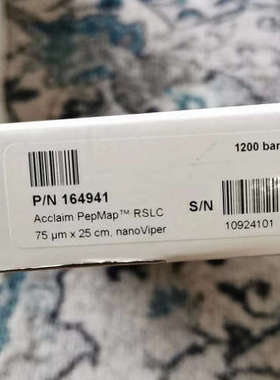 1200 bar
P/N 164941
Acclaim PepMap™ RSLC
75 µm x 25 cm, nanoViper
S/N
10924101